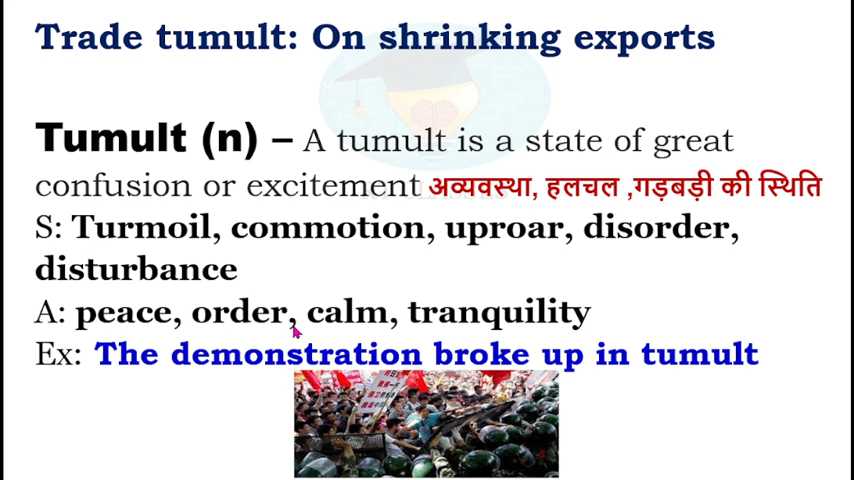 Trade tumult: On shrinking exports
Tumult (n) – A tumult is a state of great
confusion or excitement अव्यवस्था, हलचल ,गड़बड़ी की स्थिति
S: Turmoil, commotion, uproar, disorder,
disturbance
A: peace, order, calm, tranquility
Ex: The demonstration broke up in tumult